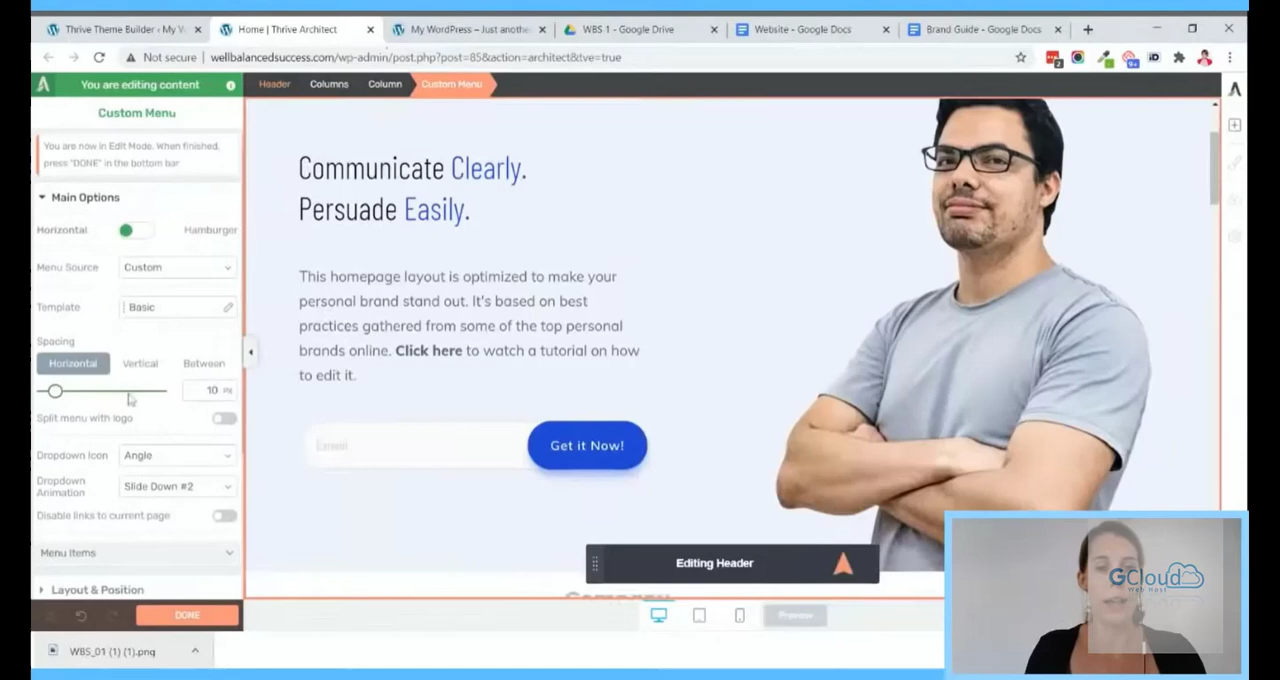 Thrive Theme Builder ‹ My W
Home | Thrive Architect
My WordPress – Just anothe
WBS 1 - Google Drive
Website - Google Docs
Brand Guide - Google Docs
Not secure
wellbalancedsuccess.com/wp-admin/post.php?post=85&action=architect&tve=true
You are editing content
Header
Columns
Column
Custom Menu
Custom Menu
You are now in Edit Mode. When finished,
press "DONE" in the bottom bar
Main Options
Horizontal
Hamburger
Menu Source
Custom
Template
Basic
Spacing
Horizontal
Vertical
Between
10 PX
Split menu with logo
Dropdown Icon
Angle
Dropdown
Animation
Slide Down #2
Disable links to current page
Menu Items
Layout & Position
DONE
WBS_01 (1) (1).png
Communicate Clearly.
Persuade Easily.
This homepage layout is optimized to make your
personal brand stand out. It's based on best
practices gathered from some of the top personal
brands online. Click here to watch a tutorial on how
to edit it.
Email
Get it Now!
Editing Header
Preview
GCloud
Web Host